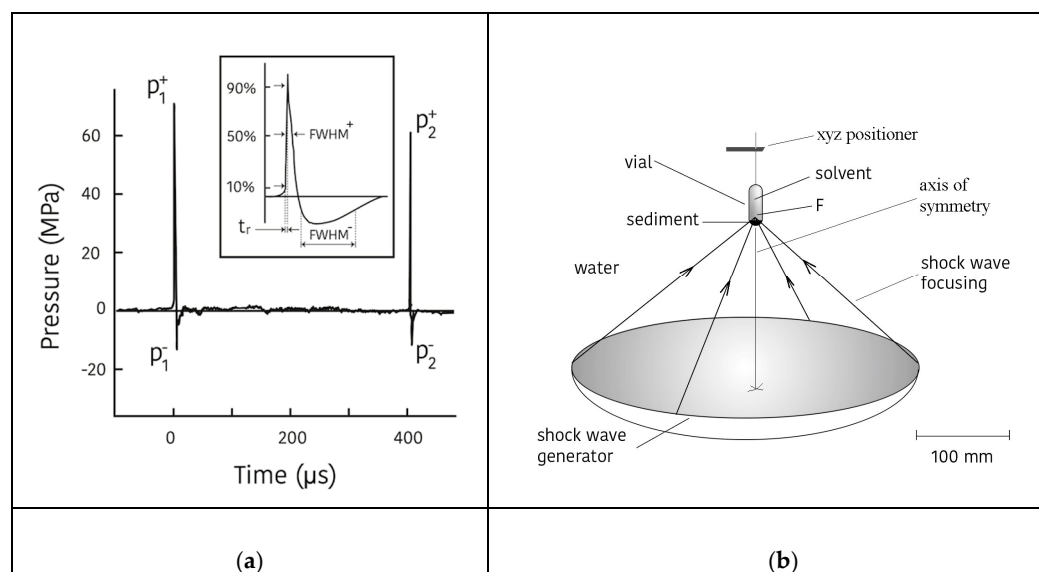 p₁⁺
p₂⁺
90%
50%
FWHM⁺
10%
tᵣ
FWHM⁻
60
40
20
0
-20
Pressure (MPa)
p₁⁻
p₂⁻
0
200
400
Time (µs)
(a)
xyz positioner
vial
solvent
F
axis of
symmetry
sediment
water
shock wave
focusing
shock wave
generator
100 mm
(b)